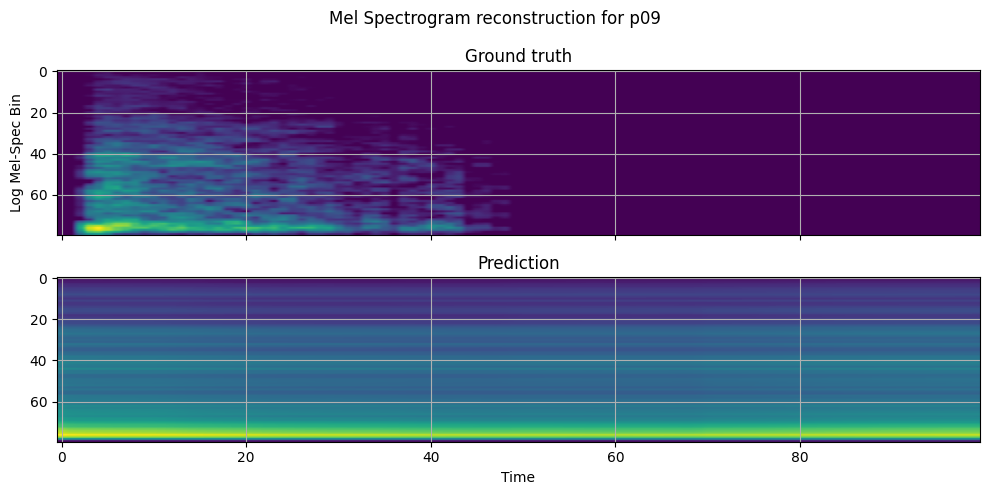 Mel Spectrogram reconstruction for p09
Ground truth
0
20
40
60
Log Mel-Spec Bin
Prediction
0
20
40
60
0 20 40 60 80
Time